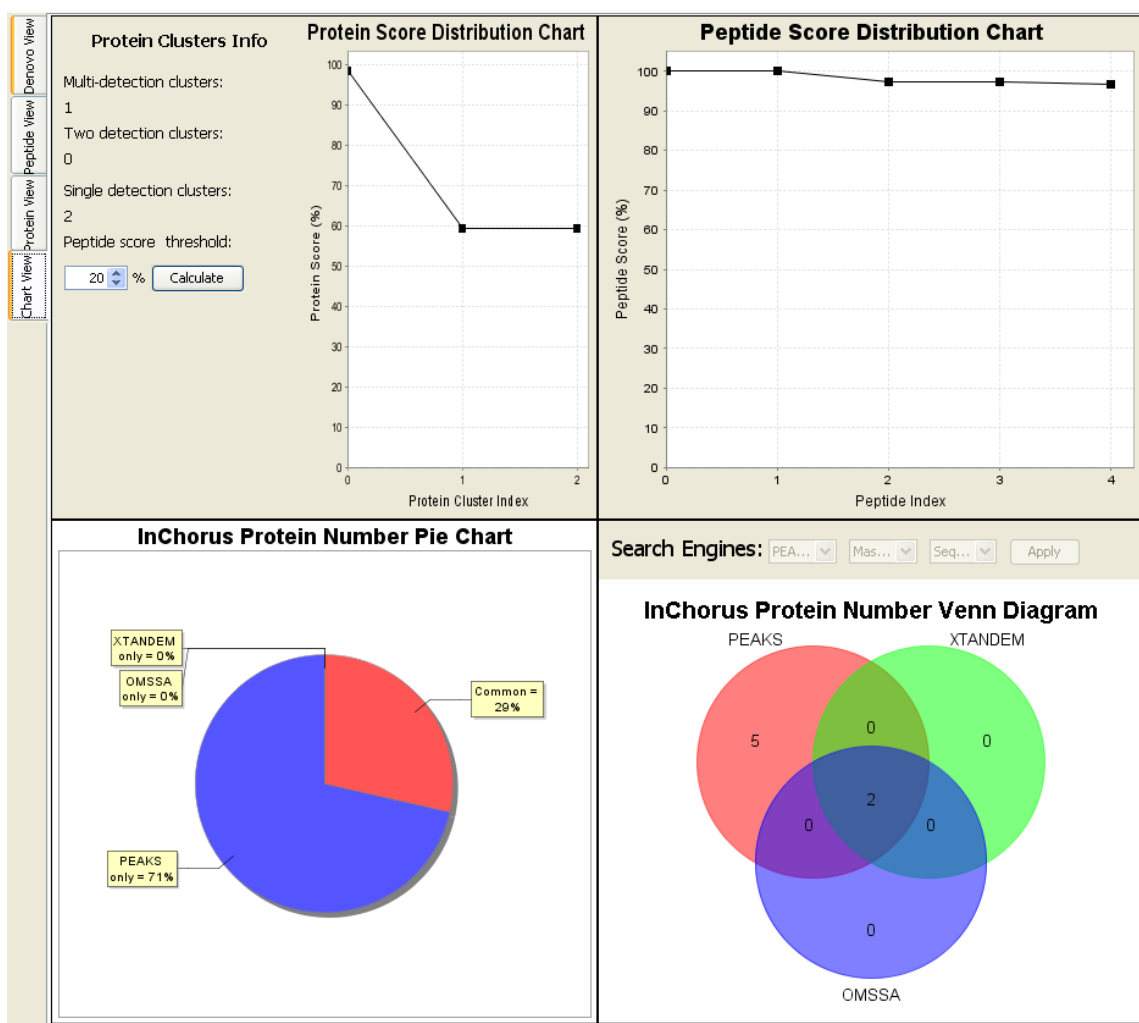 Denovo View
Peptide View
Protein View
Chart View
Protein Clusters Info
Multi-detection clusters:
1
Two detection clusters:
0
Single detection clusters:
2
Peptide score threshold:
20 % Calculate
Protein Score Distribution Chart
Protein Score (%)
100
90
80
70
60
50
40
30
20
10
0
0 1 2
Protein Cluster Index
Peptide Score Distribution Chart
Peptide Score (%)
100
90
80
70
60
50
40
30
20
10
0
0 1 2 3 4
Peptide Index
InChorus Protein Number Pie Chart
XTANDEM
only = 0%
OMSSA
only = 0%
Common =
29%
PEAKS
only = 71%
Search Engines: PEA... Mas... Seq... Apply
InChorus Protein Number Venn Diagram
PEAKS XTANDEM
0
5 0
2
0 0
0
OMSSA